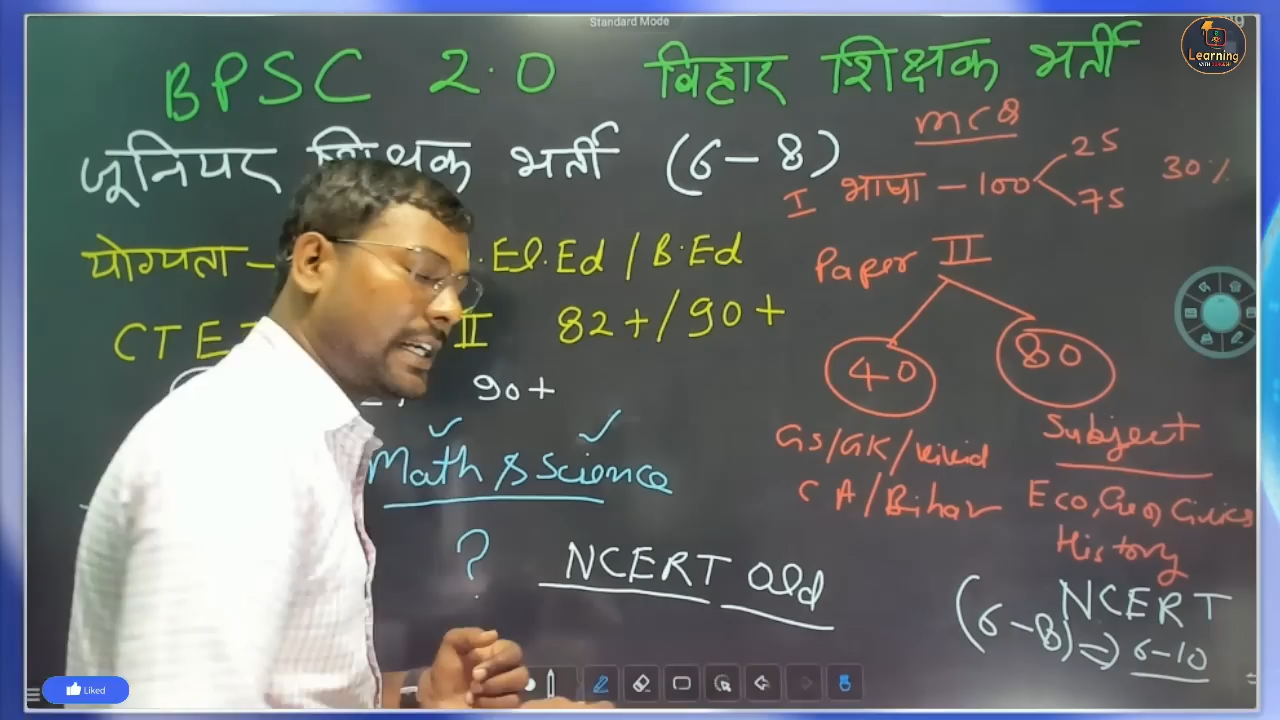 Standard Mode
Learning
BPSC 2.0 बिहार शिक्षक भर्ती
जूनियर शिक्षक भर्ती (6-8)
योग्यता - .El.Ed / B.Ed
CTET II 82+/90+
90+
Math & Science
?
NCERT Old
MCQ
I भाषा - 100 25 75 30%
Paper II
40 80
GS/GK/
CA/Bihar
Subject
Eco, Geo, Civics
History
NCERT
(6-8) => 6-10
Liked